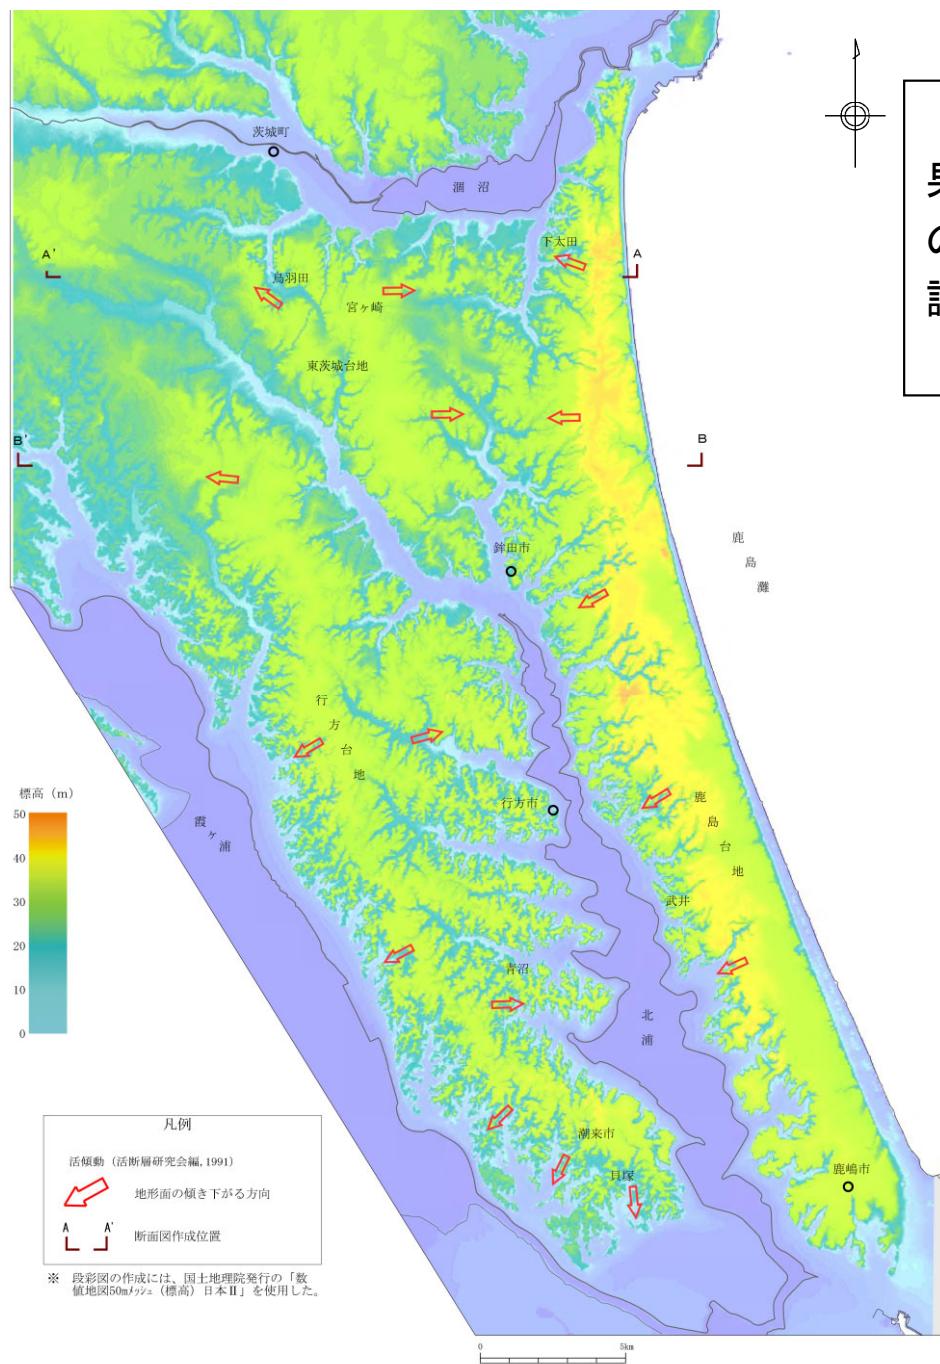 茨城町
涸沼
下太田
A'
A
鳥羽田
宮ヶ崎
東茨城台地
B'
B
鹿島灘
鉾田市
行方台地
標高（m）
50
40
30
20
10
0
行方市
霞ヶ浦
鹿島台地
武井
青沼
北浦
凡例
活傾動（活断層研究会編,1991）
地形面の傾き下がる方向
A A'
断面図作成位置
潮来市
貝塚
鹿嶋市
※ 段彩図の作成には、国土地理院発行の「数
値地図50mメッシュ（標高）日本Ⅱ」を使用した。
0 5km
の